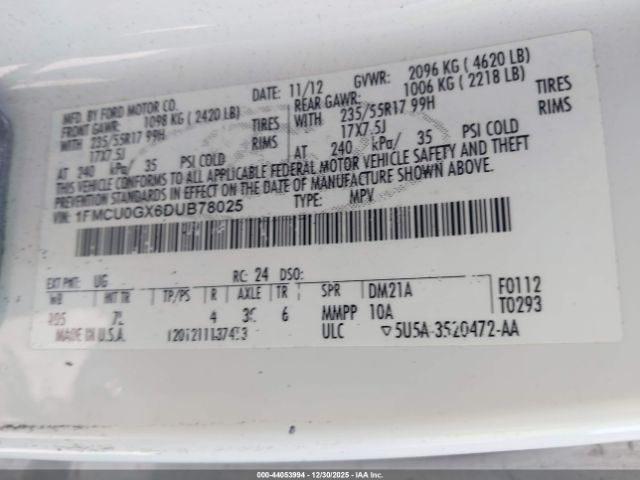 MFD. BY FORD MOTOR CO.
DATE: 11/12 GVWR: 2096 KG ( 4620 LB)
FRONT GAWR: 1098 KG ( 2420 LB) REAR GAWR: 1006 KG ( 2218 LB)
WITH 235/55R17 99H TIRES WITH 235/55R17 99H TIRES
17X7.5J RIMS 17X7.5J RIMS
AT 240 kPa/ 35 PSI COLD AT 240 kPa/ 35 PSI COLD
THIS VEHICLE CONFORMS TO ALL APPLICABLE FEDERAL MOTOR VEHICLE SAFETY AND THEFT
PREVENTION STANDARDS IN EFFECT ON THE DATE OF MANUFACTURE SHOWN ABOVE.
VIN: 1FMCU0GX6DUB78025 TYPE: MPV
EXT PNT: UG RC: 24 DSO: F0112
WB INT TR TP/PS R AXLE TR SPR DM21A T0293
4 6 MMPP 10A
MADE IN U.S.A. ULC 5U5A-3520472-AA
000-44053994 - 12/30/2025 - IAA Inc.